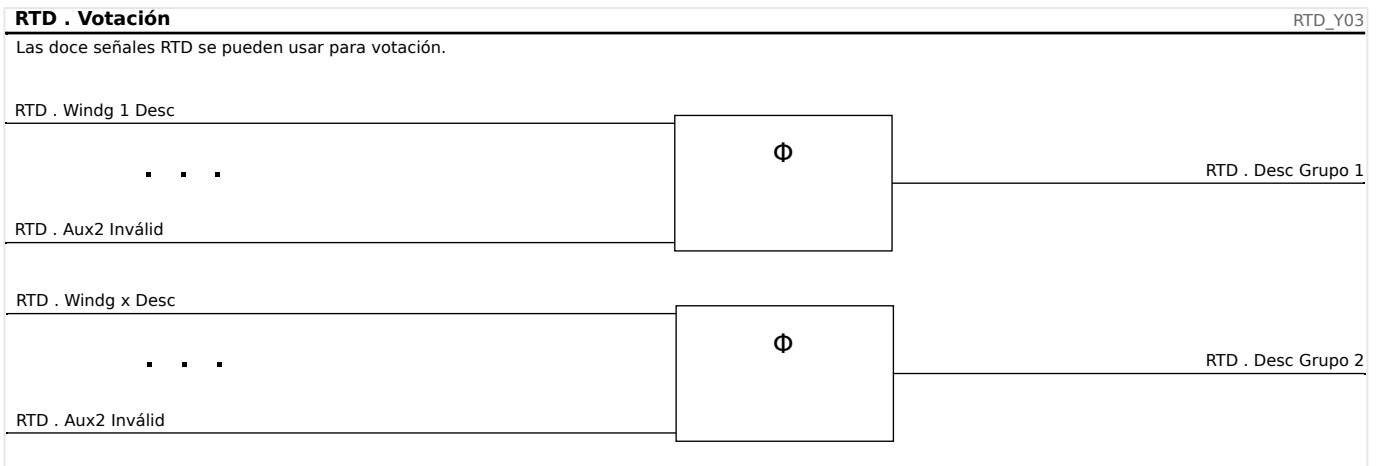 RTD . Votación
RTD_Y03
Las doce señales RTD se pueden usar para votación.
RTD . Windg 1 Desc
Φ
. . .
RTD . Desc Grupo 1
RTD . Aux2 Inválid
RTD . Windg x Desc
Φ
. . .
RTD . Desc Grupo 2
RTD . Aux2 Inválid